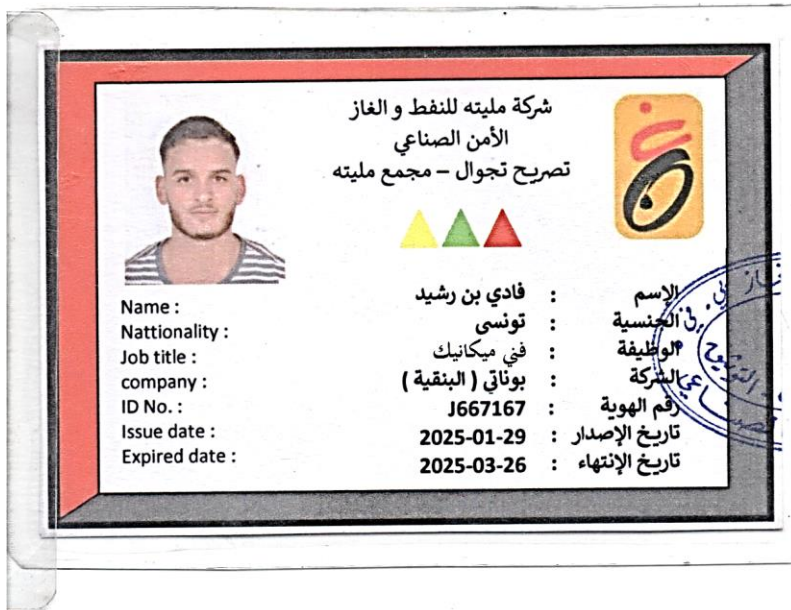 شركة مليته للنفط و الغاز
الأمن الصناعي
تصريح تجوال – مجمع مليته
Name : الإسم : فادي بن رشيد
Nattionality : الجنسية : تونسى
Job title : الوظيفة : فني ميكانيك
company : الشركة : بوناتي ( البنقية )
ID No. : رقم الهوية : J667167
Issue date : تاريخ الإصدار : 2025-01-29
Expired date : تاريخ الإنتهاء : 2025-03-26